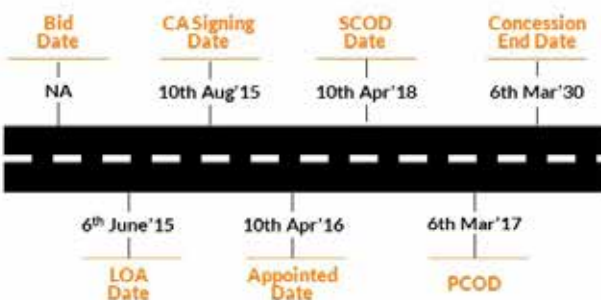 Bid
Date
CA Signing
Date
SCOD
Date
Concession
End Date
NA
10th Aug'15
10th Apr'18
6th Mar'30
6th June'15
10th Apr'16
6th Mar'17
LOA
Date
Appointed
Date
PCOD